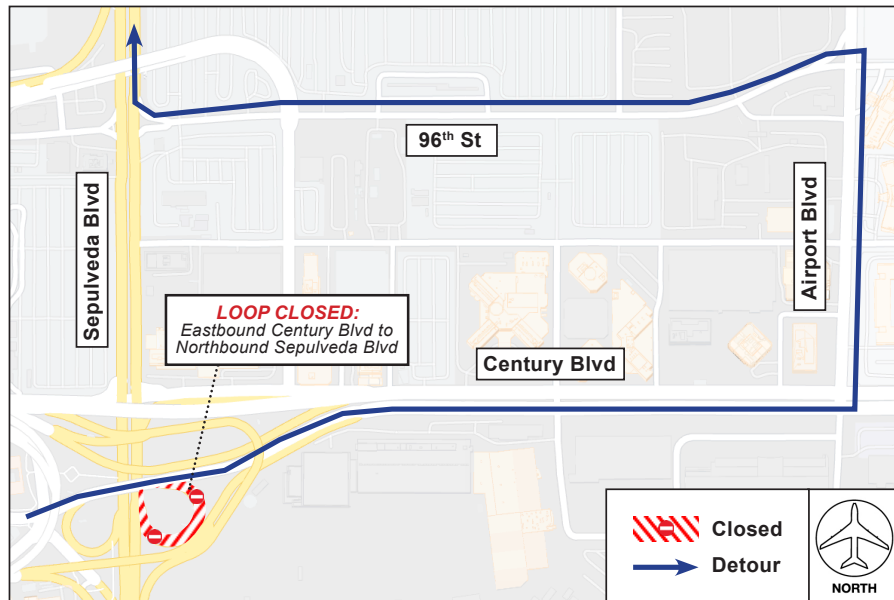 96th St
Sepulveda Blvd
Airport Blvd
LOOP CLOSED:
Eastbound Century Blvd to
Northbound Sepulveda Blvd
Century Blvd
Closed
Detour
NORTH